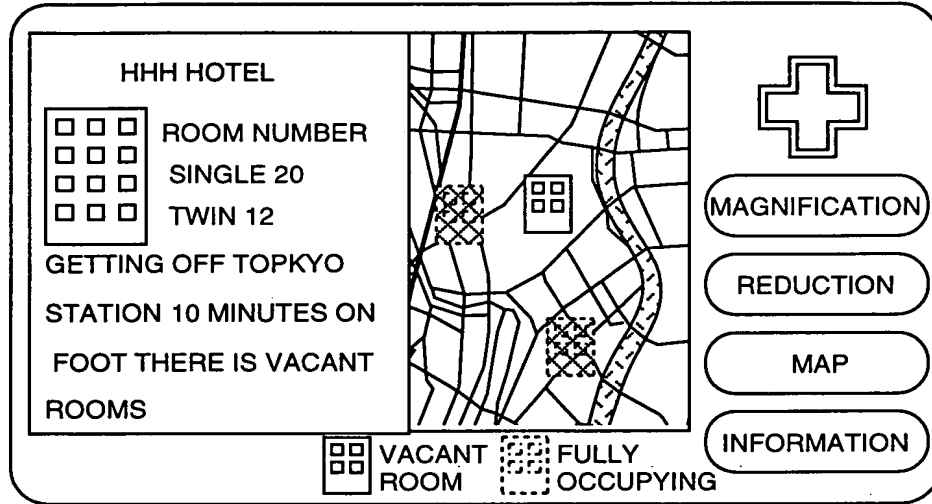 HHH HOTEL
ROOM NUMBER
SINGLE 20
TWIN 12
GETTING OFF TOPKYO
STATION 10 MINUTES ON
FOOT THERE IS VACANT
ROOMS
MAGNIFICATION
REDUCTION
MAP
INFORMATION
VACANT
ROOM
FULLY
OCCUPYING